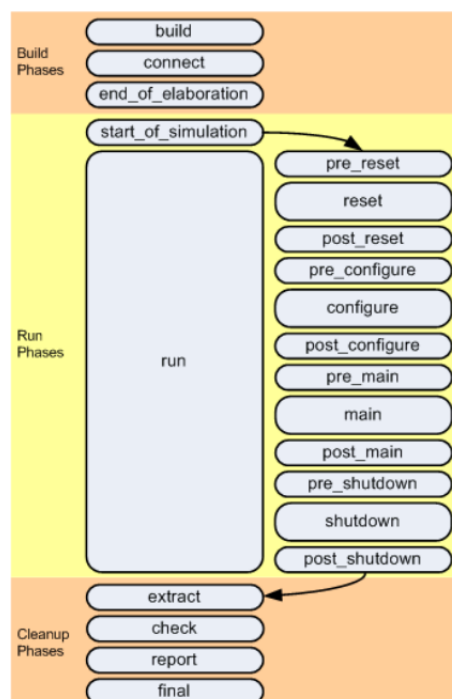 Build
Phases
build
connect
end_of_elaboration
Run
Phases
start_of_simulation
run
pre_reset
reset
post_reset
pre_configure
configure
post_configure
pre_main
main
post_main
pre_shutdown
shutdown
post_shutdown
Cleanup
Phases
extract
check
report
final